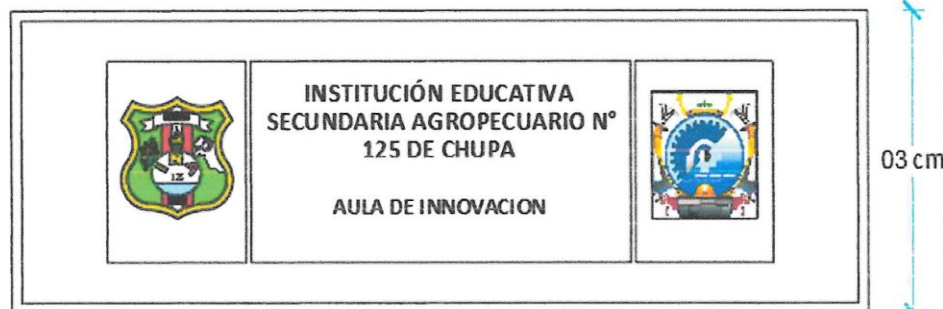 INSTITUCIÓN EDUCATIVA
SECUNDARIA AGROPECUARIO N°
125 DE CHUPA
AULA DE INNOVACION
03 cm